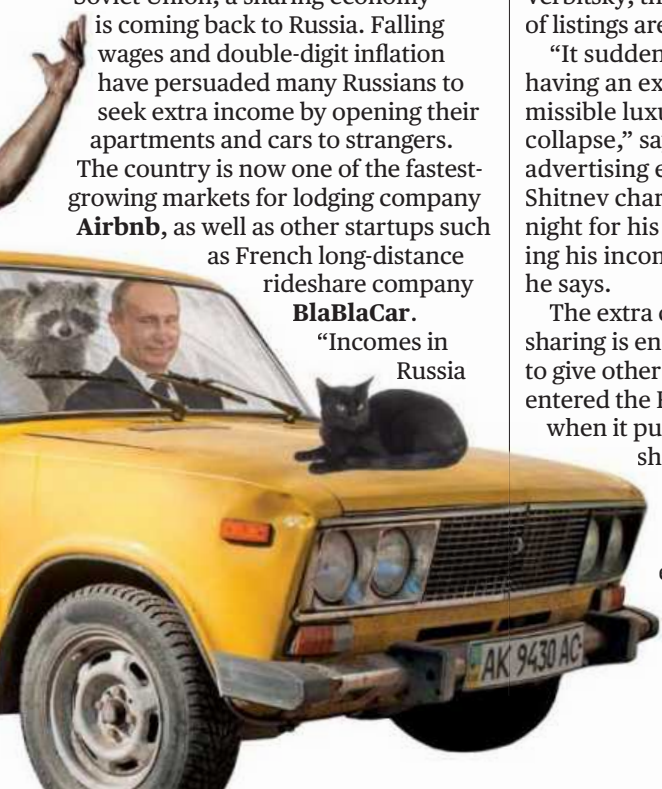 Soviet Union, a sharing economy
is coming back to Russia. Falling
wages and double-digit inflation
have persuaded many Russians to
seek extra income by opening their
apartments and cars to strangers.
The country is now one of the fastest-
growing markets for lodging company
Airbnb, as well as other startups such
as French long-distance
rideshare company
BlaBlaCar.
“Incomes in
Russia
of listings are
“It sudden
having an ex
missible luxu
collapse,” sa
advertising e
Shitnev char
night for his
ing his incom
he says.
The extra
sharing is en
to give other
entered the
when it pu
sh
AK 9430 AC